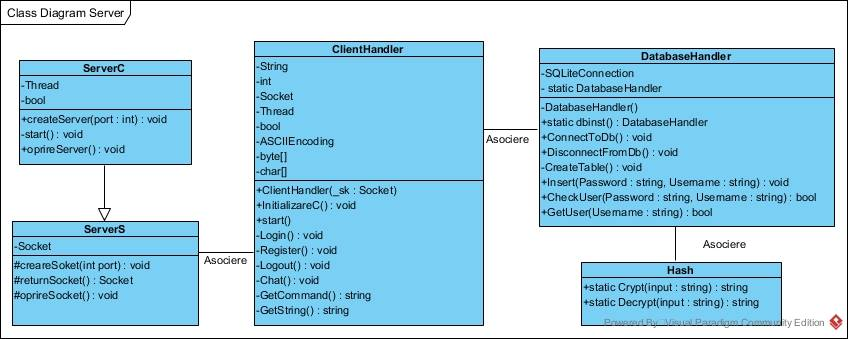 Class Diagram Server
ServerC
-Thread
-bool
+createServer(port : int) : void
-start() : void
+oprireServer() : void
ServerS
-Socket
#creareSoket(int port) : void
#returnSocket() : Socket
#oprireSocket() : void
Asociere
ClientHandler
-String
-int
-Socket
-Thread
-bool
-ASCIIEncoding
-byte[]
-char[]
+ClientHandler(_sk : Socket)
+InitializareC() : void
+start()
-Login() : void
-Register() : void
-Logout() : void
-Chat() : void
-GetCommand() : string
-GetString() : string
Asociere
DatabaseHandler
-SQLiteConnection
- static DatabaseHandler
-DatabaseHandler()
+static dbinst() : DatabaseHandler
+ConnectToDb() : void
+DisconnectFromDb() : void
-CreateTable() : void
+Insert(Password : string, Username : string) : void
+CheckUser(Password : string, Username : string) : bool
+GetUser(Username : string) : bool
Asociere
Hash
+static Crypt(input : string) : string
+static Decrypt(input : string) : string
Powered By Visual Paradigm Community Edition